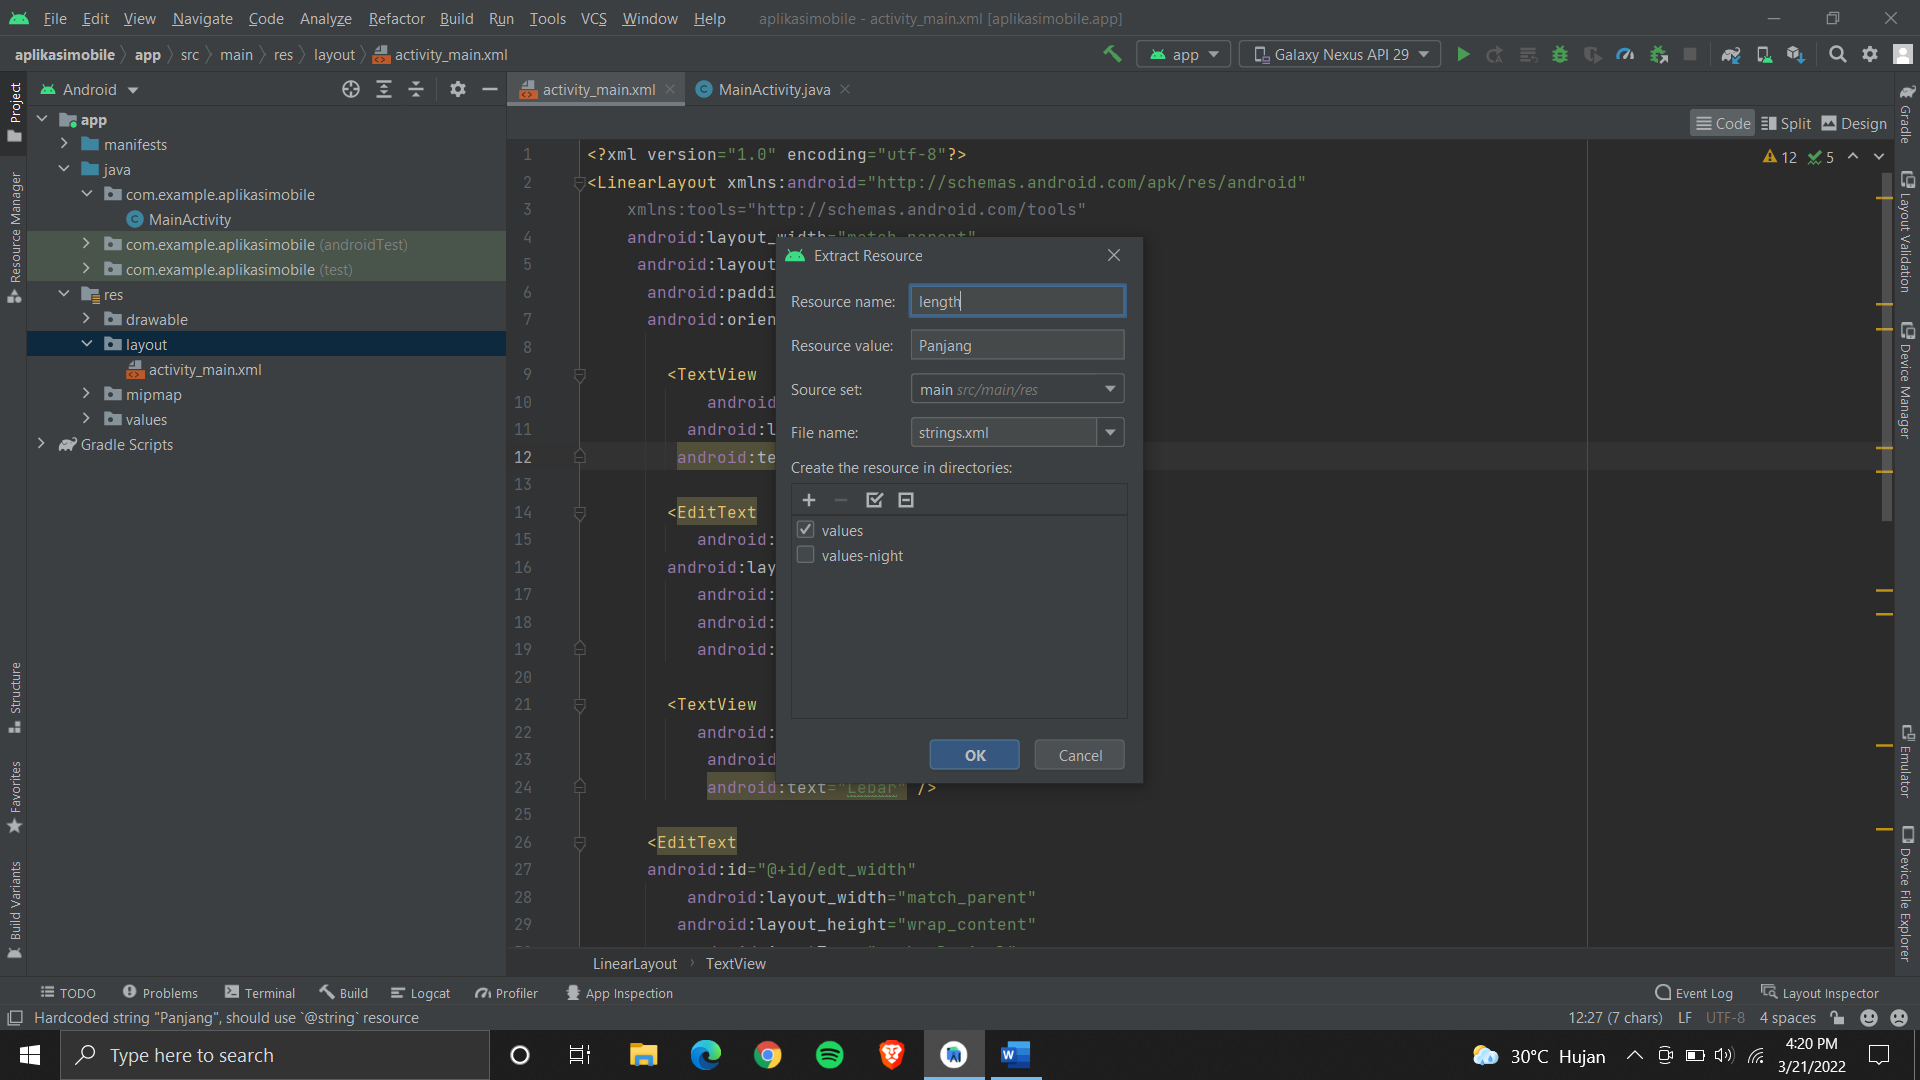 File Edit View Navigate Code Analyze Refactor Build Run Tools VCS Window Help aplikasimobile - activity_main.xml [aplikasimobile.app]
aplikasimobile app src main res layout activity_main.xml app Galaxy Nexus API 29
Android activity_main.xml MainActivity.java
Code Split Design
12 5
Project
Resource Manager
Structure
Favorites
Build Variants
app
manifests
java
com.example.aplikasimobile
MainActivity
com.example.aplikasimobile (androidTest)
com.example.aplikasimobile (test)
res
drawable
layout
activity_main.xml
mipmap
values
Gradle Scripts
1 <?xml version="1.0" encoding="utf-8"?>
2 <LinearLayout xmlns:android="http://schemas.android.com/apk/res/android"
3 xmlns:tools="http://schemas.android.com/tools"
4 android:layout_width="match_parent"
5 android:layout
6 android:paddi
7 android:orien
8
9 <TextView
10 android
11 android:l
12 android:te
13
14 <EditText
15 android:
16 android:lay
17 android:
18 android:
19 android:
20
21 <TextView
22 android:
23 android
24 android:text="Lebar" />
25
26 <EditText
27 android:id="@+id/edt_width"
28 android:layout_width="match_parent"
29 android:layout_height="wrap_content"
Extract Resource
Resource name: length
Resource value: Panjang
Source set: main src/main/res
File name: strings.xml
Create the resource in directories:
values
values-night
OK Cancel
Gradle
Layout Validation
Device Manager
Emulator
Device File Explorer
LinearLayout TextView
TODO Problems Terminal Build Logcat Profiler App Inspection Event Log Layout Inspector
Hardcoded string "Panjang", should use `@string` resource 12:27 (7 chars) LF UTF-8 4 spaces
Type here to search 30°C Hujan 4:20 PM
3/21/2022